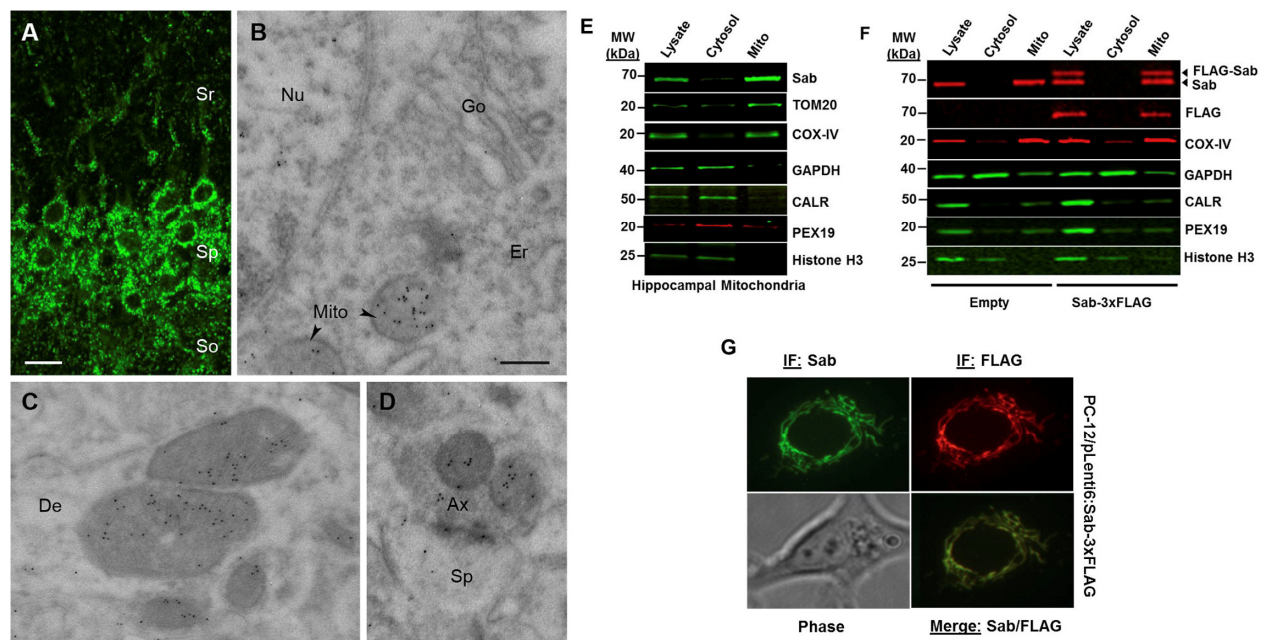 A
Sr
Sp
So
B
Nu
Go
Er
Mito
C
De
D
Ax
Sp
E
MW
(kDa)
Lysate
Cytosol
Mito
70
Sab
20
TOM20
20
COX-IV
40
GAPDH
50
CALR
20
PEX19
25
Histone H3
Hippocampal Mitochondria
F
MW
(kDa)
Lysate
Cytosol
Mito
Lysate
Cytosol
Mito
70
FLAG-Sab
Sab
70
FLAG
20
COX-IV
40
GAPDH
50
CALR
20
PEX19
25
Histone H3
Empty
Sab-3xFLAG
G
IF: Sab
IF: FLAG
Phase
Merge: Sab/FLAG
PC-12/pLenti6:Sab-3xFLAG